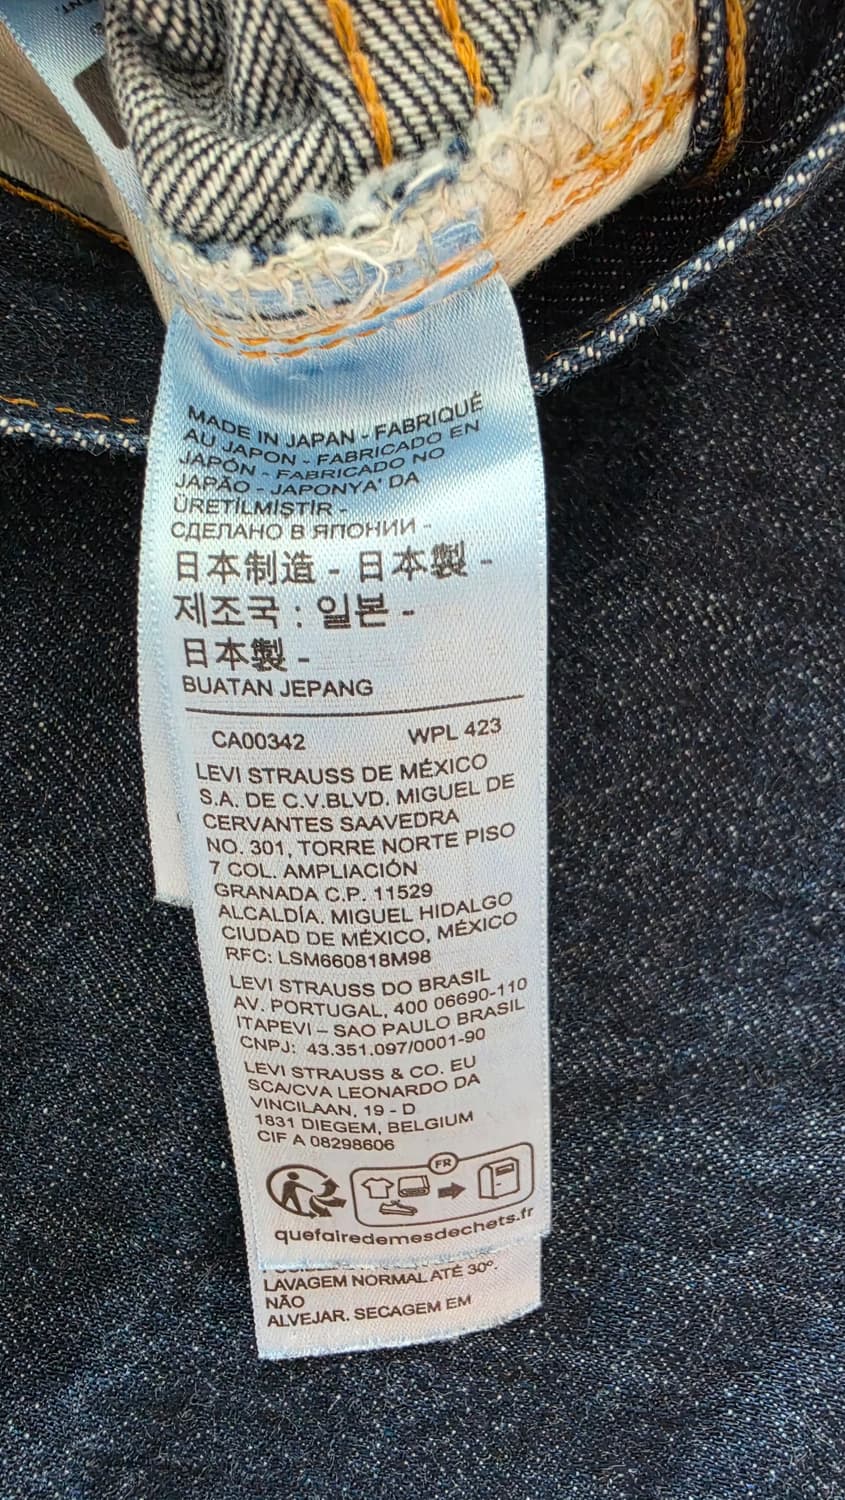 MADE IN JAPAN - FABRIQUÉ
AU JAPON - FABRICADO EN
JAPÓN - FABRICADO NO
JAPÃO - JAPONYA' DA
ÜRETİLMİŞTİR -
СДЕЛАНО В ЯПОНИИ -
日本制造 - 日本製 -
제조국 : 일본 -
日本製 -
BUATAN JEPANG
CA00342 WPL 423
LEVI STRAUSS DE MÉXICO
S.A. DE C.V.BLVD. MIGUEL DE
CERVANTES SAAVEDRA
NO. 301, TORRE NORTE PISO
7 COL. AMPLIACIÓN
GRANADA C.P. 11529
ALCALDÍA. MIGUEL HIDALGO
CIUDAD DE MÉXICO, MÉXICO
RFC: LSM660818M98
LEVI STRAUSS DO BRASIL
AV. PORTUGAL, 400 06690-110
ITAPEVI – SAO PAULO BRASIL
CNPJ: 43.351.097/0001-90
LEVI STRAUSS & CO. EU
SCA/CVA LEONARDO DA
VINCILAAN, 19 - D
1831 DIEGEM, BELGIUM
CIF A 08298606
FR
quefairedemesdechets.fr
LAVAGEM NORMAL ATÉ 30º.
NÃO
ALVEJAR. SECAGEM EM